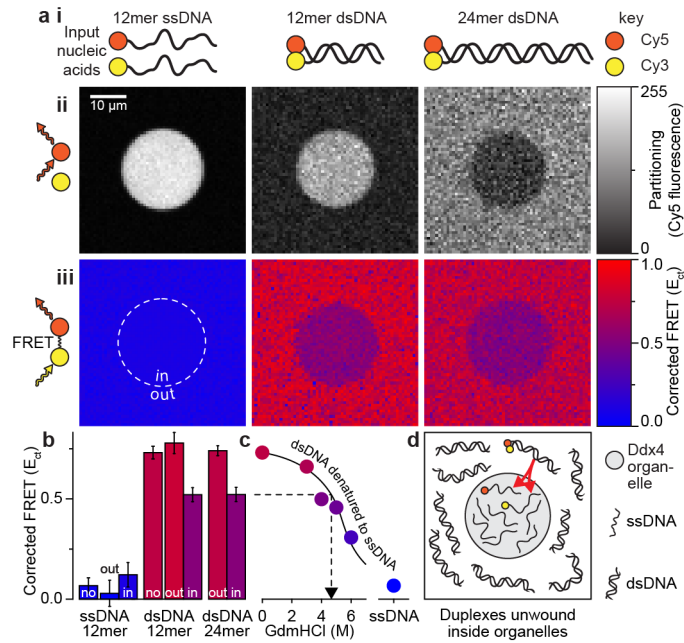 a i
12mer ssDNA
12mer dsDNA
24mer dsDNA
key
Input
nucleic
acids
Cy5
Cy3
ii
10 µm
255
0
Partitioning
(Cy5 fluorescence)
iii
FRET
in
out
1.0
0.5
0.0
Corrected FRET (Ect)
b
Corrected FRET (Ect)
0.5
0.0
no
out
in
no
out
in
out
in
ssDNA
12mer
dsDNA
12mer
dsDNA
24mer
c
dsDNA denatured to ssDNA
0 2 4 6
ssDNA
GdmHCl (M)
d
Duplexes unwound
inside organelles
Ddx4
organ-
elle
ssDNA
dsDNA